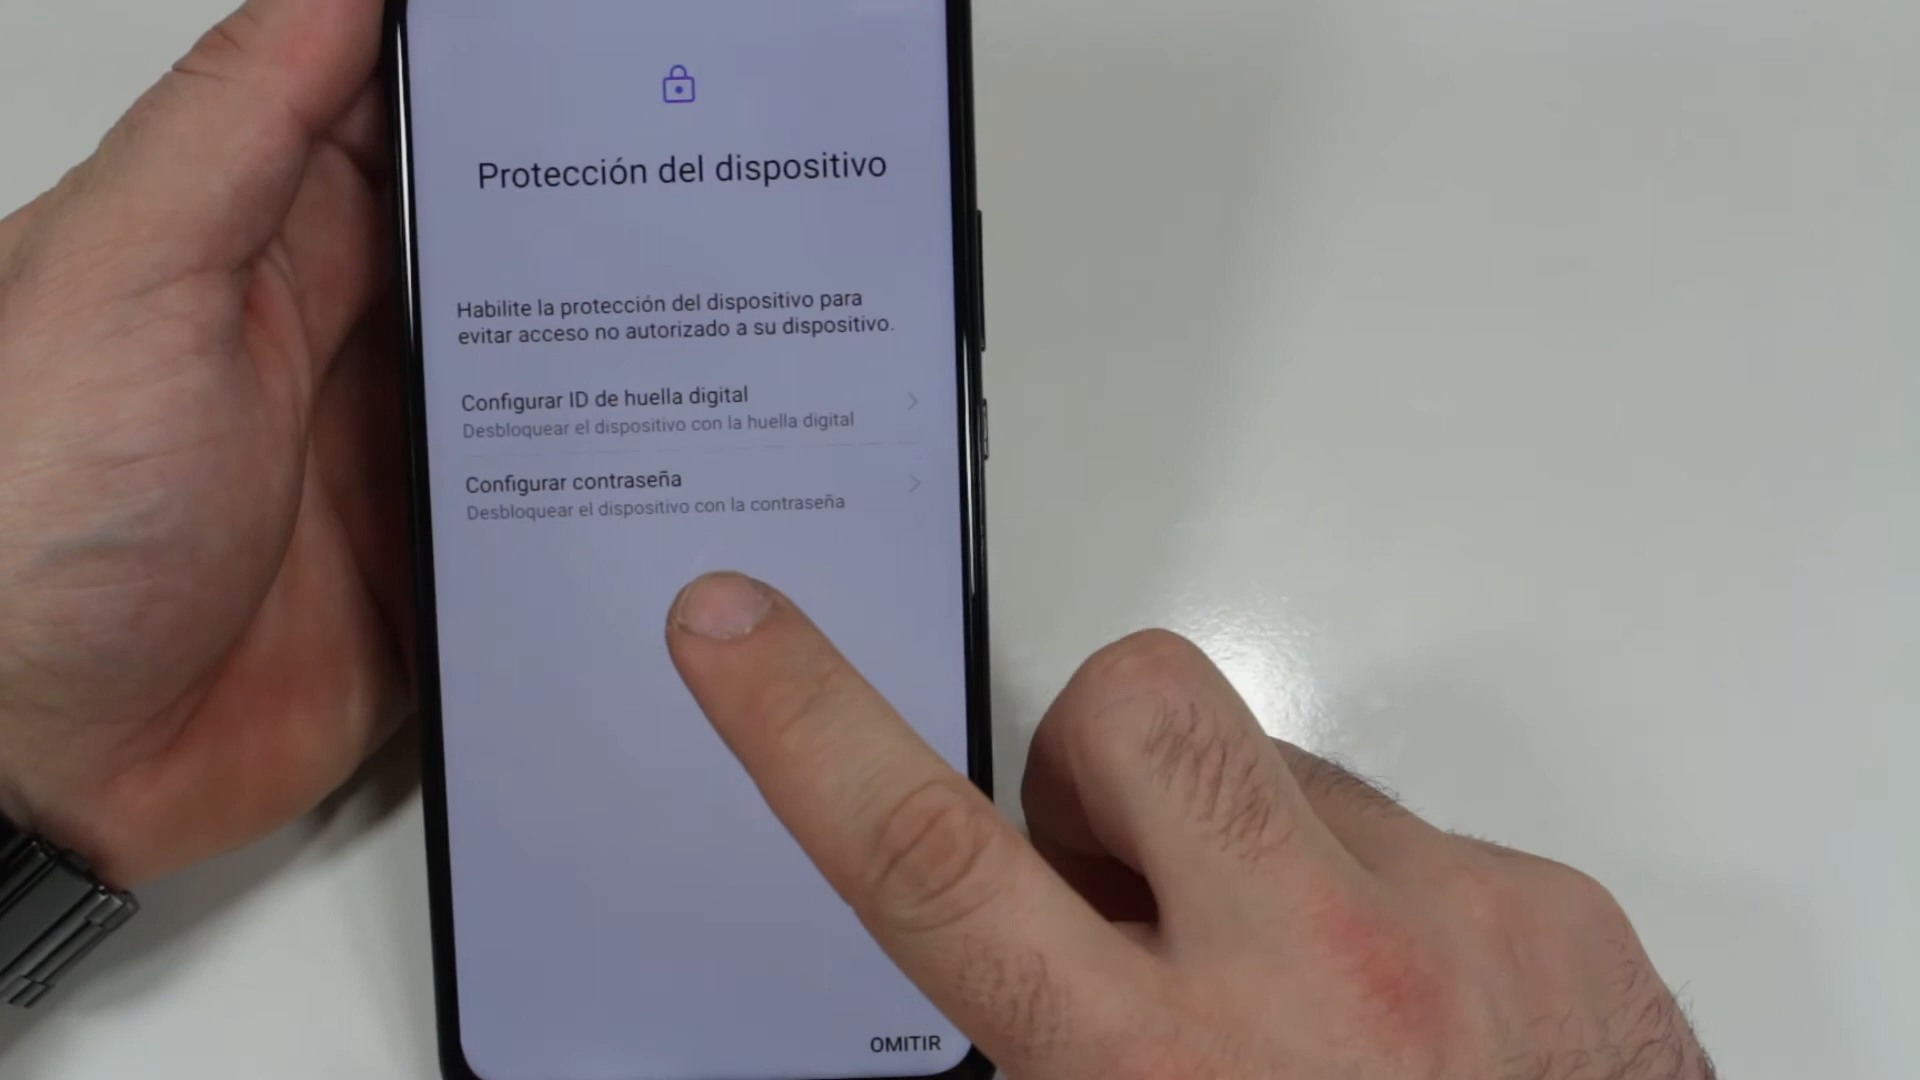 Protección del dispositivo
Habilite la protección del dispositivo para
evitar acceso no autorizado a su dispositivo.
Configurar ID de huella digital
Desbloquear el dispositivo con la huella digital
Configurar contraseña
Desbloquear el dispositivo con la contraseña
OMITIR